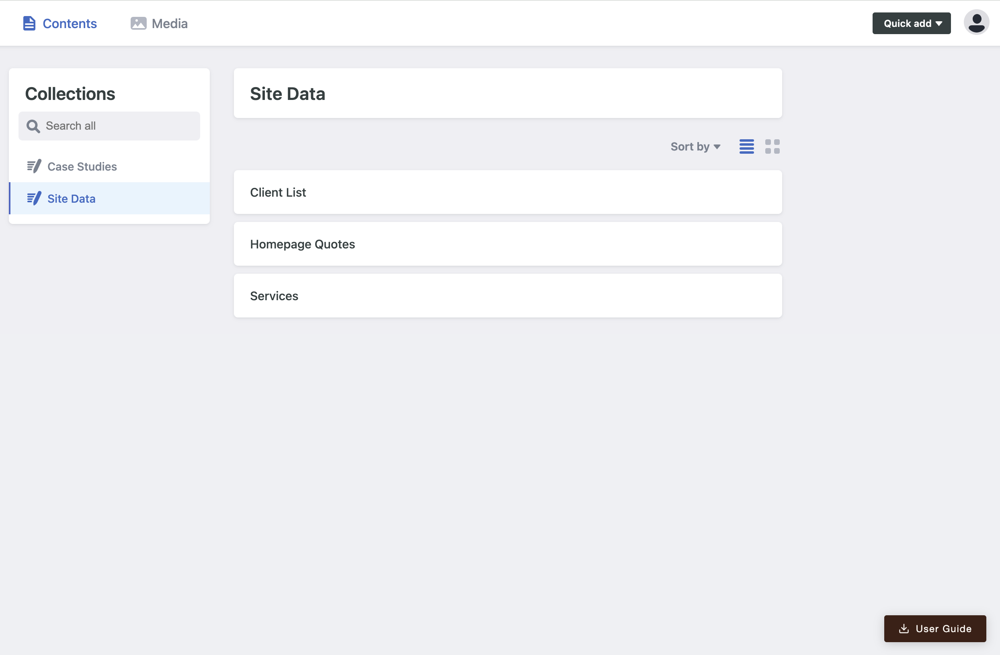 Contents
Media
Quick add
Collections
Search all
Case Studies
Site Data
Site Data
Sort by
Client List
Homepage Quotes
Services
User Guide